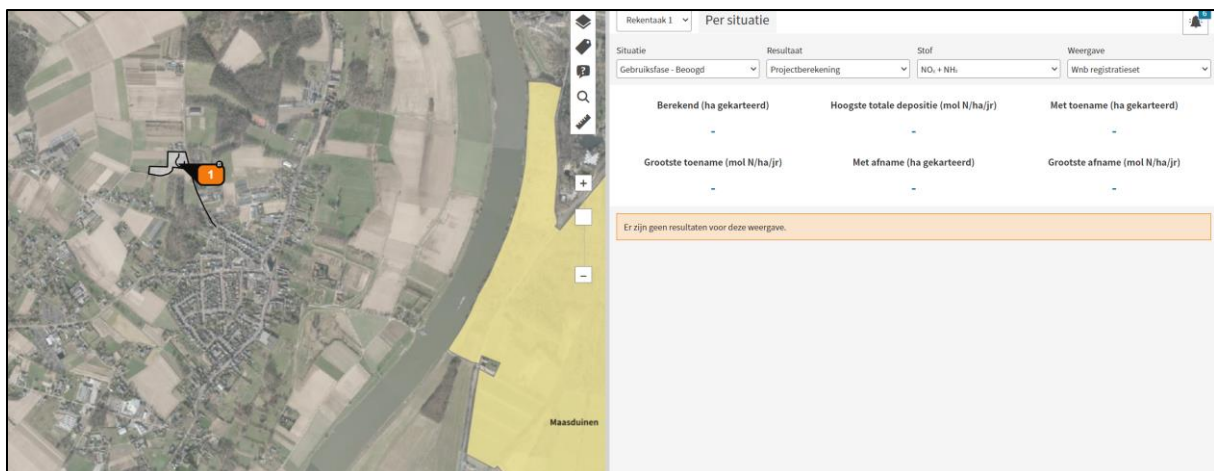 Rekentaak 1
Per situatie
Situatie
Resultaat
Stof
Weergave
Gebruiksfase - Beoogd
Projectberekening
NOₓ + NH₃
Wnb registratieset
Berekend (ha gekarteerd)
Hoogste totale depositie (mol N/ha/jr)
Met toename (ha gekarteerd)
-
-
-
Grootste toename (mol N/ha/jr)
Met afname (ha gekarteerd)
Grootste afname (mol N/ha/jr)
-
-
-
Er zijn geen resultaten voor deze weergave.
1
+
−
Maasduinen